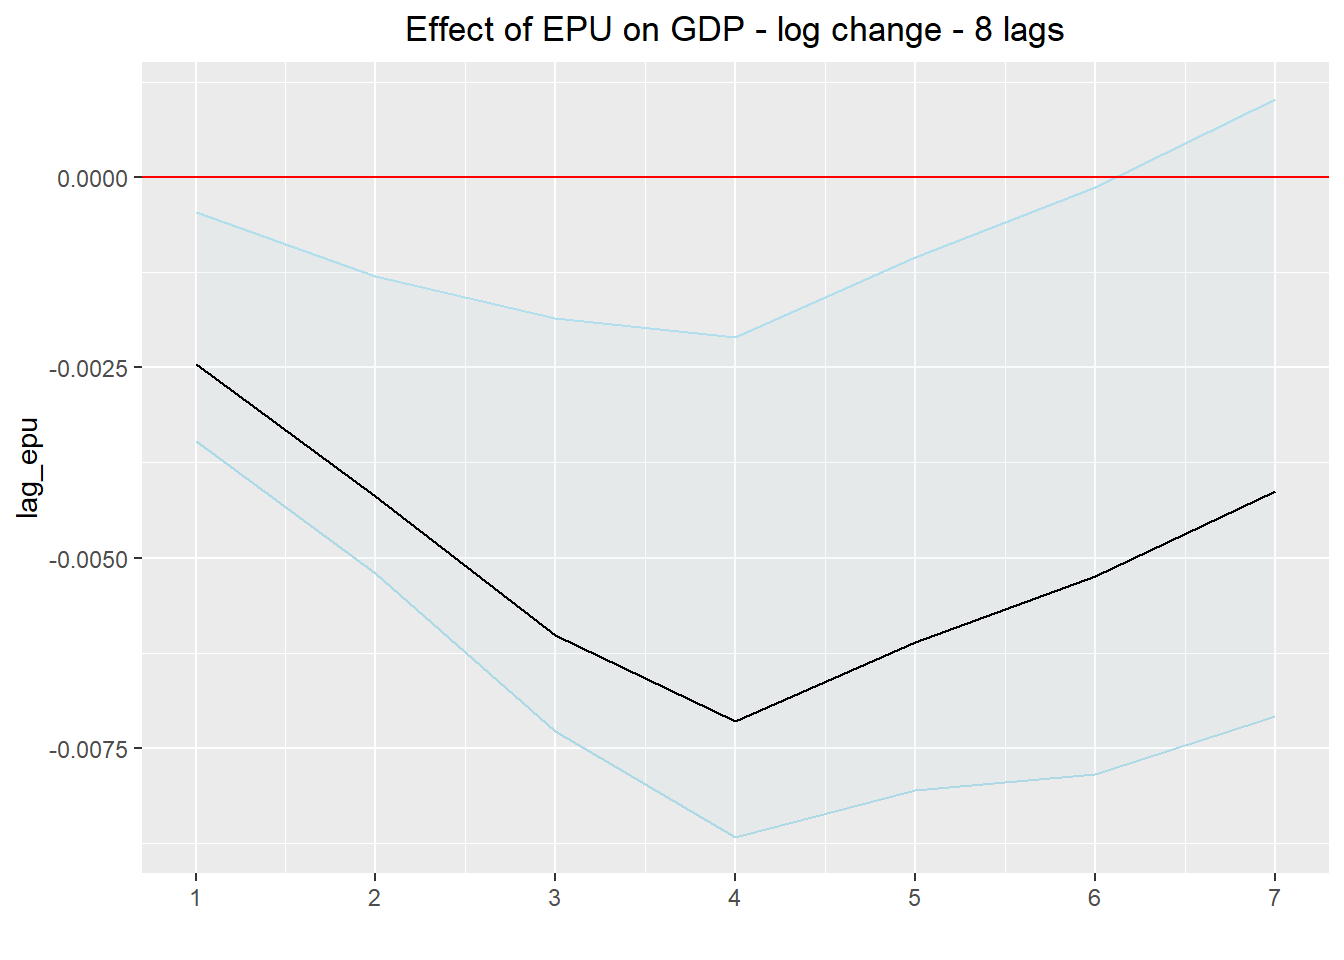 Effect of EPU on GDP - log change - 8 lags
0.0000
-0.0025
-0.0050
-0.0075
lag_epu
1 2 3 4 5 6 7